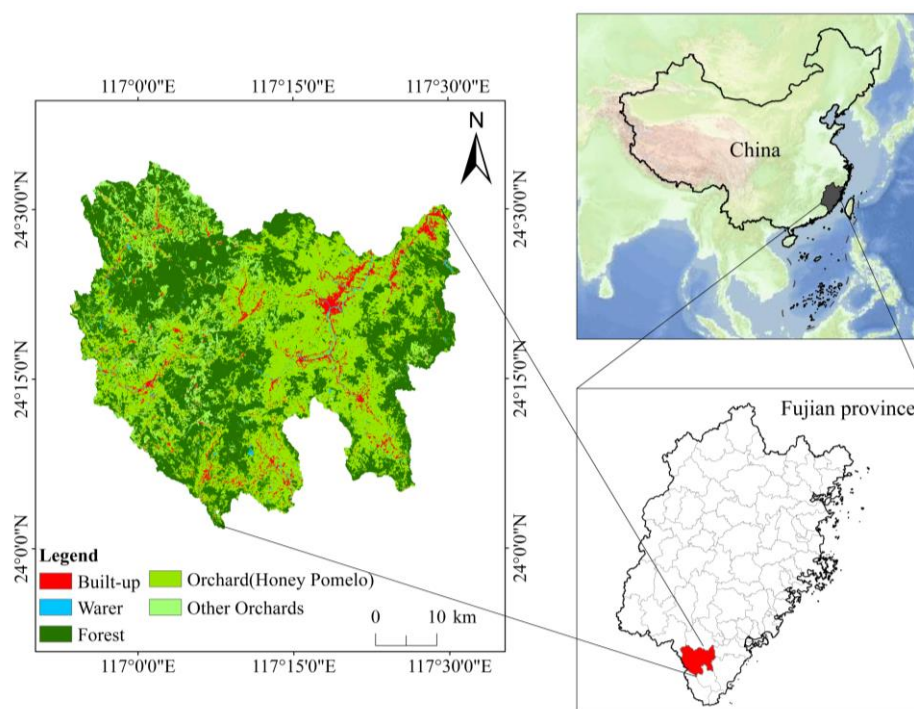 117°0'0"E 117°15'0"E 117°30'0"E
N
24°30'0"N
24°30'0"N
24°15'0"N
24°15'0"N
24°0'0"N
24°0'0"N
Legend
Built-up
Warer
Forest
Orchard(Honey Pomelo)
Other Orchards
0 10 km
117°0'0"E 117°15'0"E 117°30'0"E
China
Fujian province